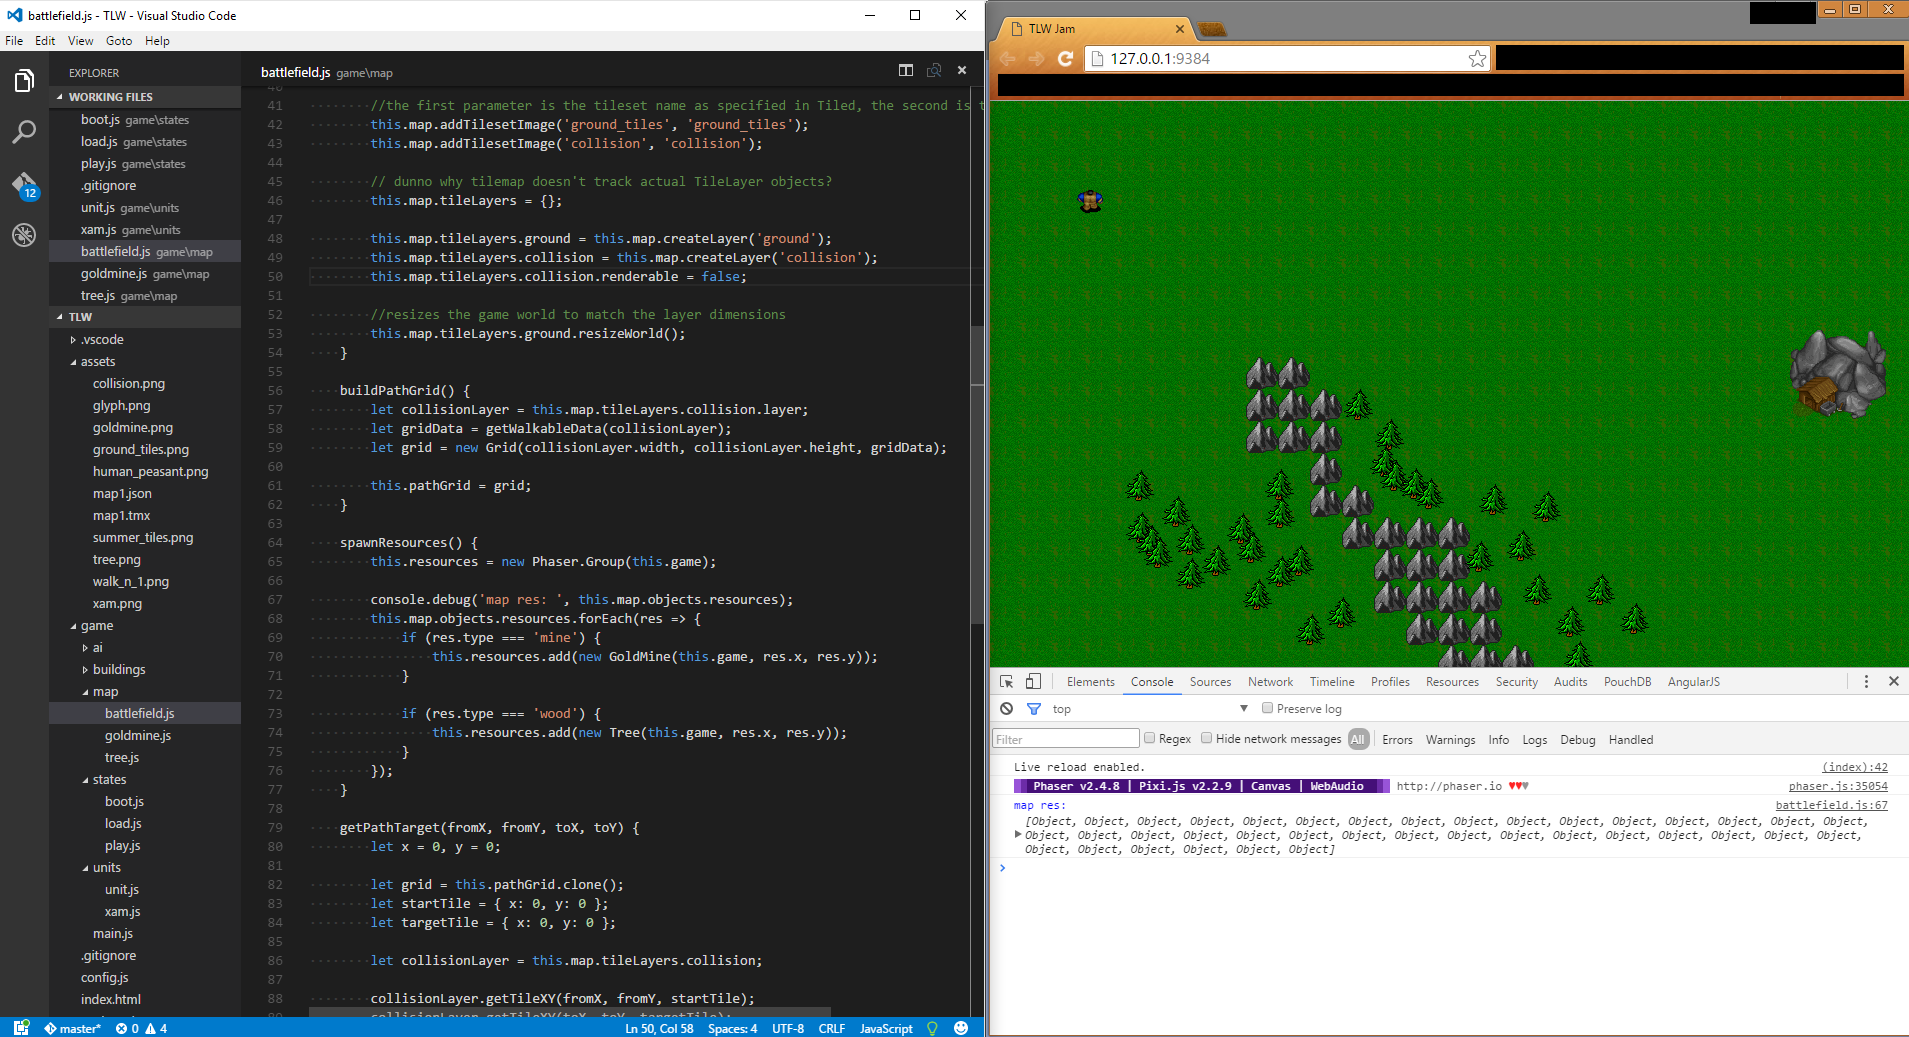 battlefield.js - TLW - Visual Studio Code
File Edit View Goto Help
EXPLORER
WORKING FILES
boot.js game\states
load.js game\states
play.js game\states
.gitignore
unit.js game\units
xam.js game\units
battlefield.js game\map
goldmine.js game\map
tree.js game\map
TLW
.vscode
assets
collision.png
glyph.png
goldmine.png
ground_tiles.png
human_peasant.png
map1.json
map1.tmx
summer_tiles.png
tree.png
walk_n_1.png
xam.png
game
ai
buildings
map
battlefield.js
goldmine.js
tree.js
states
boot.js
load.js
play.js
units
unit.js
xam.js
main.js
.gitignore
config.js
index.html
12
battlefield.js game\map
41 //the first parameter is the tileset name as specified in Tiled, the second is t
42 this.map.addTilesetImage('ground_tiles', 'ground_tiles');
43 this.map.addTilesetImage('collision', 'collision');
44
45 // dunno why tilemap doesn't track actual TileLayer objects?
46 this.map.tileLayers = {};
47
48 this.map.tileLayers.ground = this.map.createLayer('ground');
49 this.map.tileLayers.collision = this.map.createLayer('collision');
50 this.map.tileLayers.collision.renderable = false;
51
52 //resizes the game world to match the layer dimensions
53 this.map.tileLayers.ground.resizeWorld();
54 }
55
56 buildPathGrid() {
57 let collisionLayer = this.map.tileLayers.collision.layer;
58 let gridData = getWalkableData(collisionLayer);
59 let grid = new Grid(collisionLayer.width, collisionLayer.height, gridData);
60
61 this.pathGrid = grid;
62 }
63
64 spawnResources() {
65 this.resources = new Phaser.Group(this.game);
66
67 console.debug('map res: ', this.map.objects.resources);
68 this.map.objects.resources.forEach(res => {
69 if (res.type === 'mine') {
70 this.resources.add(new GoldMine(this.game, res.x, res.y));
71 }
72
73 if (res.type === 'wood') {
74 this.resources.add(new Tree(this.game, res.x, res.y));
75 }
76 });
77 }
78
79 getPathTarget(fromX, fromY, toX, toY) {
80 let x = 0, y = 0;
81
82 let grid = this.pathGrid.clone();
83 let startTile = { x: 0, y: 0 };
84 let targetTile = { x: 0, y: 0 };
85
86 let collisionLayer = this.map.tileLayers.collision;
87
88 collisionLayer.getTileXY(fromX, fromY, startTile);
master* 0 4 Ln 50, Col 58 Spaces: 4 UTF-8 CRLF JavaScript
TLW Jam
127.0.0.1:9384
Elements Console Sources Network Timeline Profiles Resources Security Audits PouchDB AngularJS
top Preserve log
Filter Regex Hide network messages All Errors Warnings Info Logs Debug Handled
Live reload enabled. (index):42
Phaser v2.4.8 | Pixi.js v2.2.9 | Canvas | WebAudio http://phaser.io ♥♥♥ phaser.js:35054
map res: battlefield.js:67
[Object, Object, Object, Object, Object, Object, Object, Object, Object, Object, Object, Object, Object, Object, Object, Object,
Object, Object, Object, Object, Object, Object, Object, Object, Object, Object, Object, Object, Object, Object, Object, Object,
Object, Object, Object, Object, Object, Object]